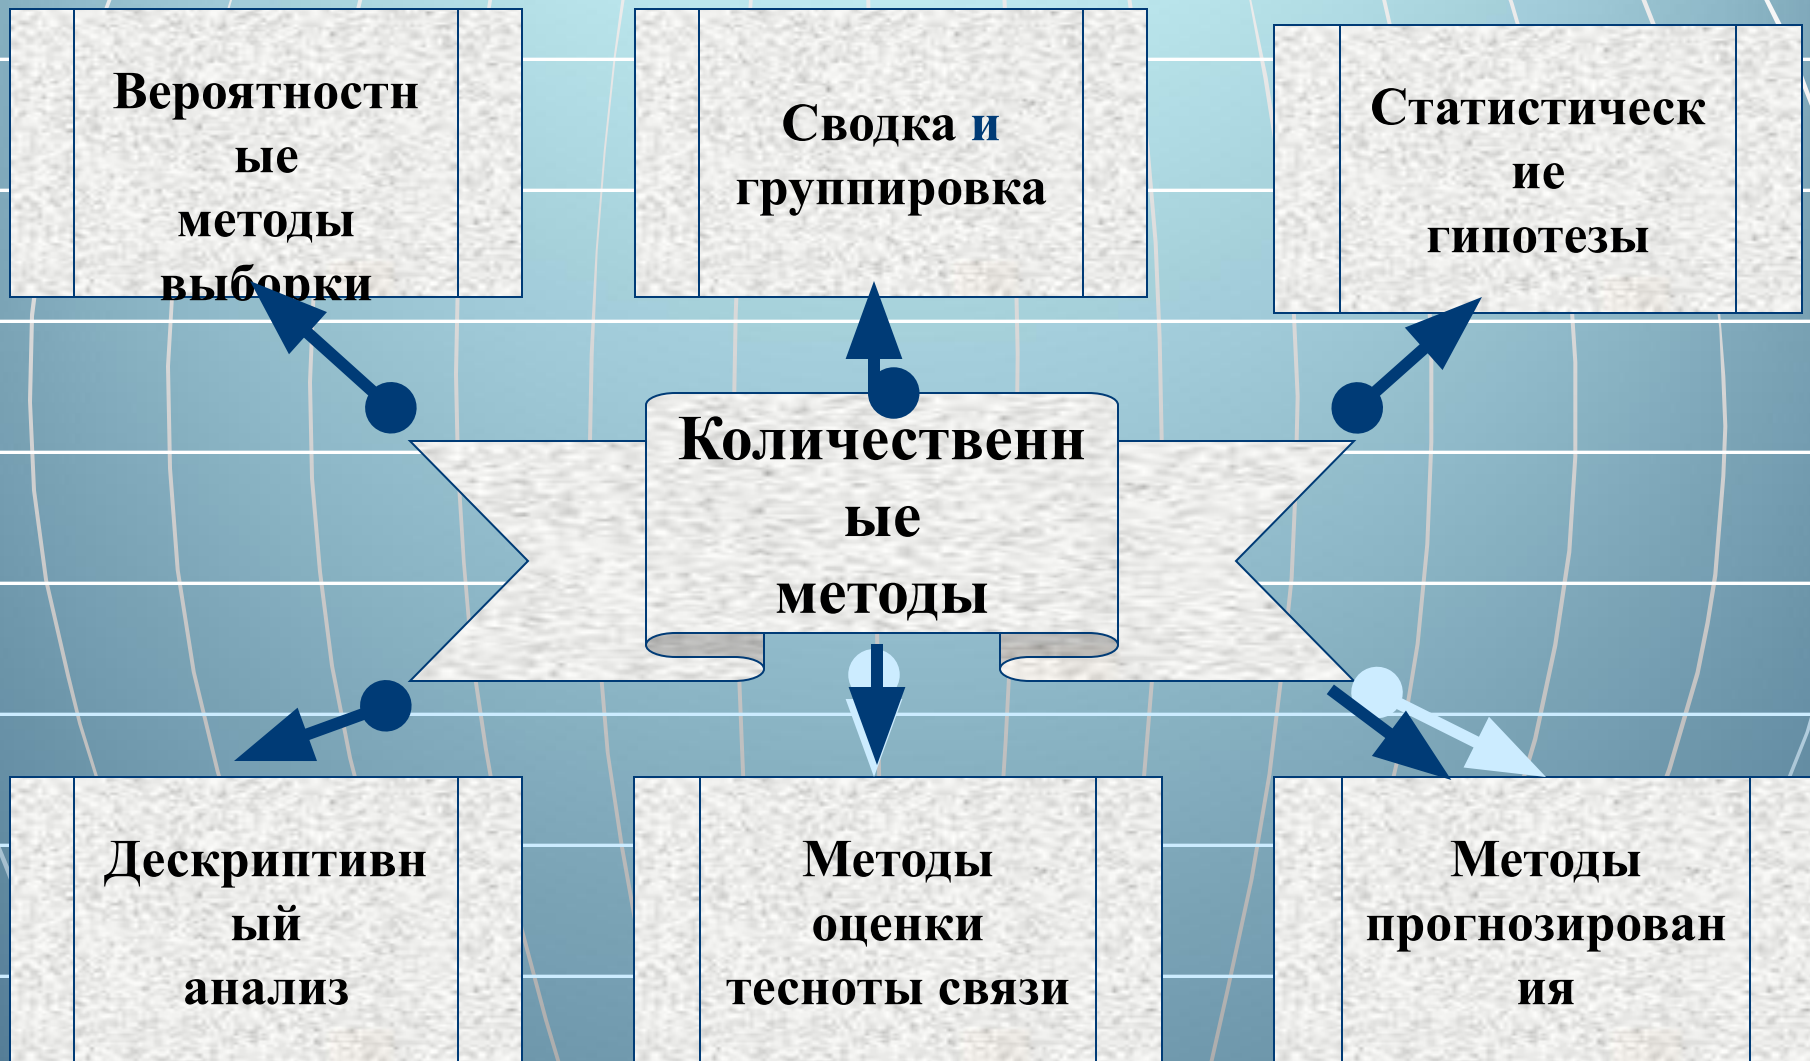 Вероятностн
ые
методы
выборки
Сводка и
группировка
Статистическ
ие
гипотезы
Количественн
ые
методы
Дескриптивн
ый
анализ
Методы
оценки
тесноты связи
Методы
прогнозирован
ия